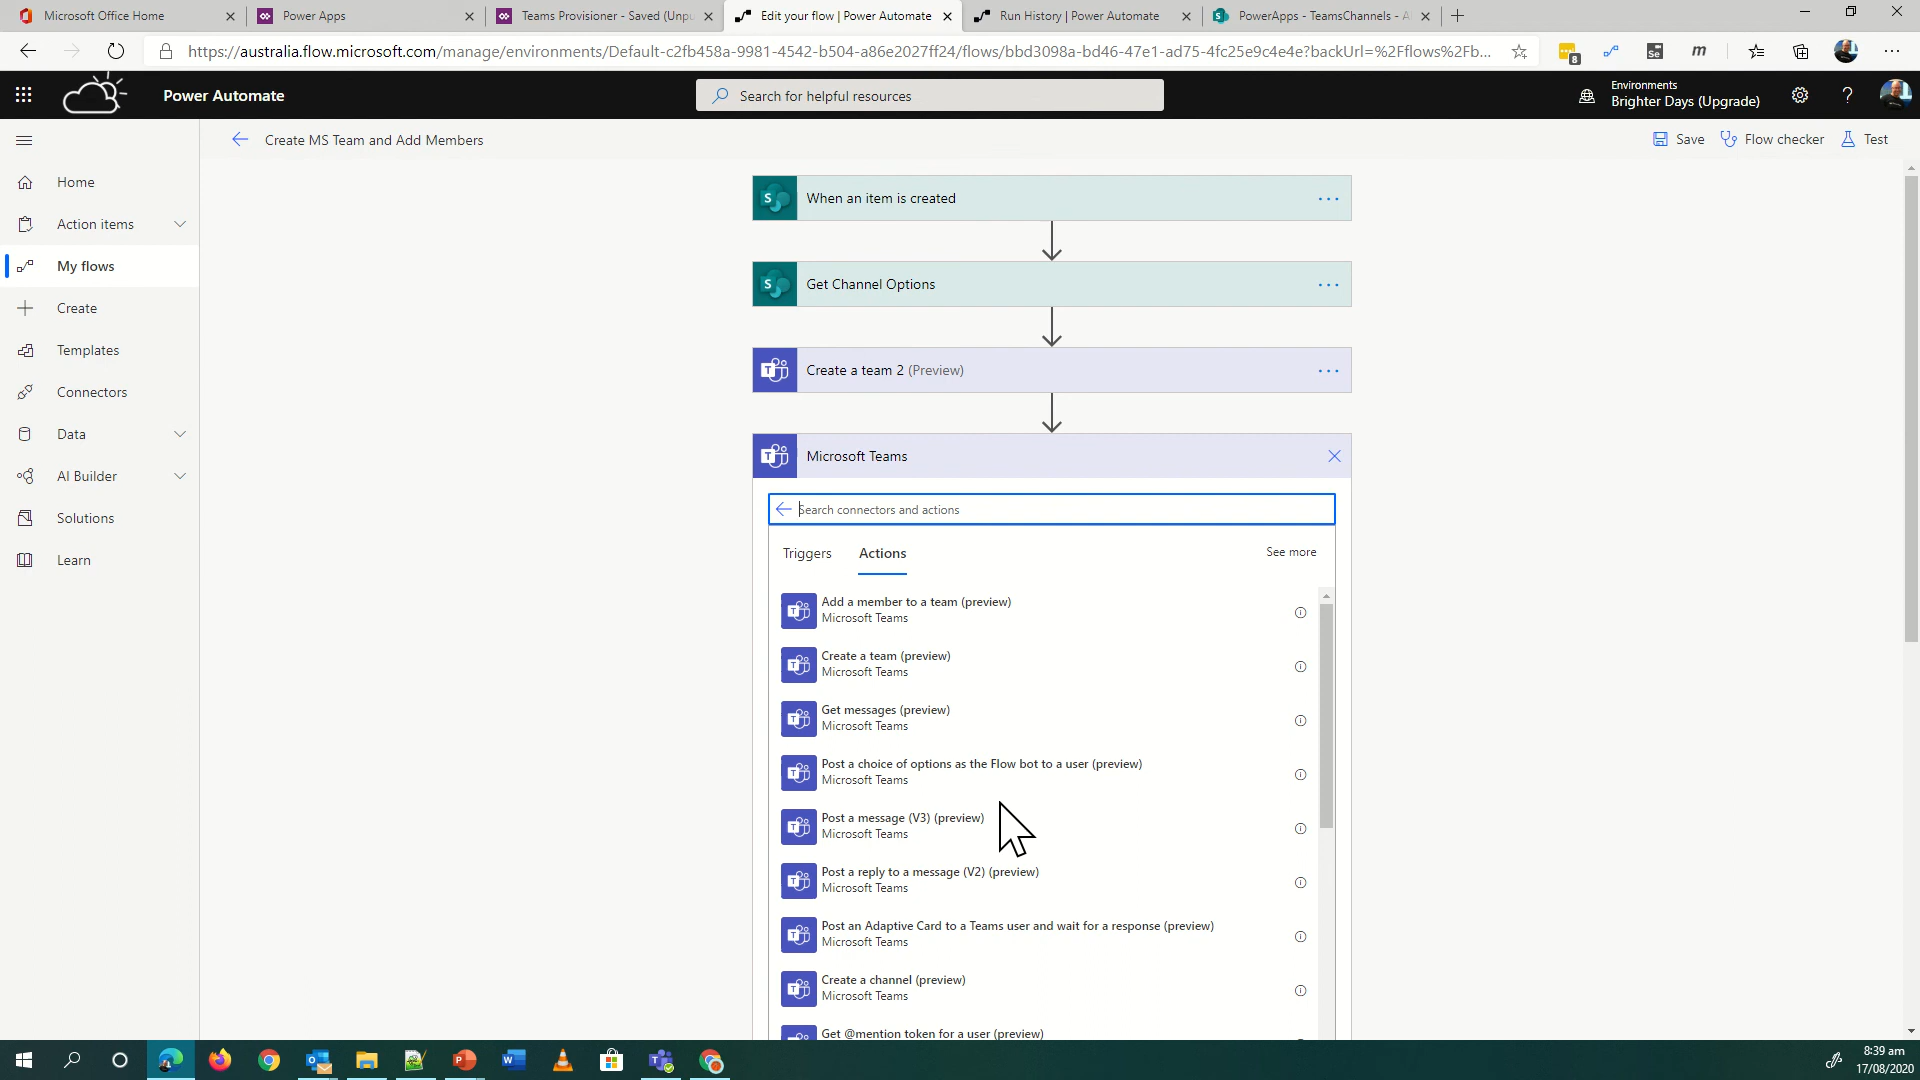 Microsoft Office Home
Power Apps
Teams Provisioner - Saved (Unpu
Edit your flow | Power Automate
Run History | Power Automate
PowerApps - TeamsChannels - A
https://australia.flow.microsoft.com/manage/environments/Default-c2fb458a-9981-4542-b504-a86e2027ff24/flows/bbd3098a-bd46-47e1-ad75-4fc25e9c4e4e?backUrl=%2Fflows%2Fb...
8
Se
m
Power Automate
Search for helpful resources
Environments
Brighter Days (Upgrade)
?
Create MS Team and Add Members
Save
Flow checker
Test
Home
Action items
My flows
Create
Templates
Connectors
Data
AI Builder
Solutions
Learn
When an item is created
Get Channel Options
Create a team 2 (Preview)
Microsoft Teams
Search connectors and actions
Triggers
Actions
See more
Add a member to a team (preview)
Microsoft Teams
Create a team (preview)
Microsoft Teams
Get messages (preview)
Microsoft Teams
Post a choice of options as the Flow bot to a user (preview)
Microsoft Teams
Post a message (V3) (preview)
Microsoft Teams
Post a reply to a message (V2) (preview)
Microsoft Teams
Post an Adaptive Card to a Teams user and wait for a response (preview)
Microsoft Teams
Create a channel (preview)
Microsoft Teams
Get @mention token for a user (preview)
8:39 am
17/08/2020